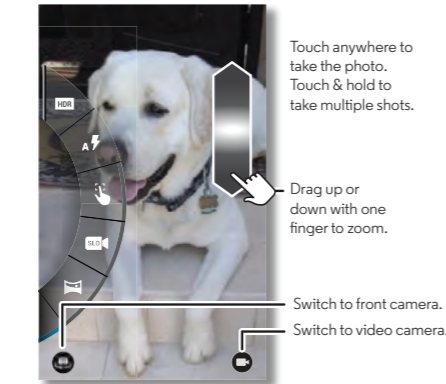 Touch anywhere to
take the photo.
Touch & hold to
take multiple shots.
HDR
A
Drag up or
down with one
finger to zoom.
SLO
Switch to front camera.
Switch to video camera.